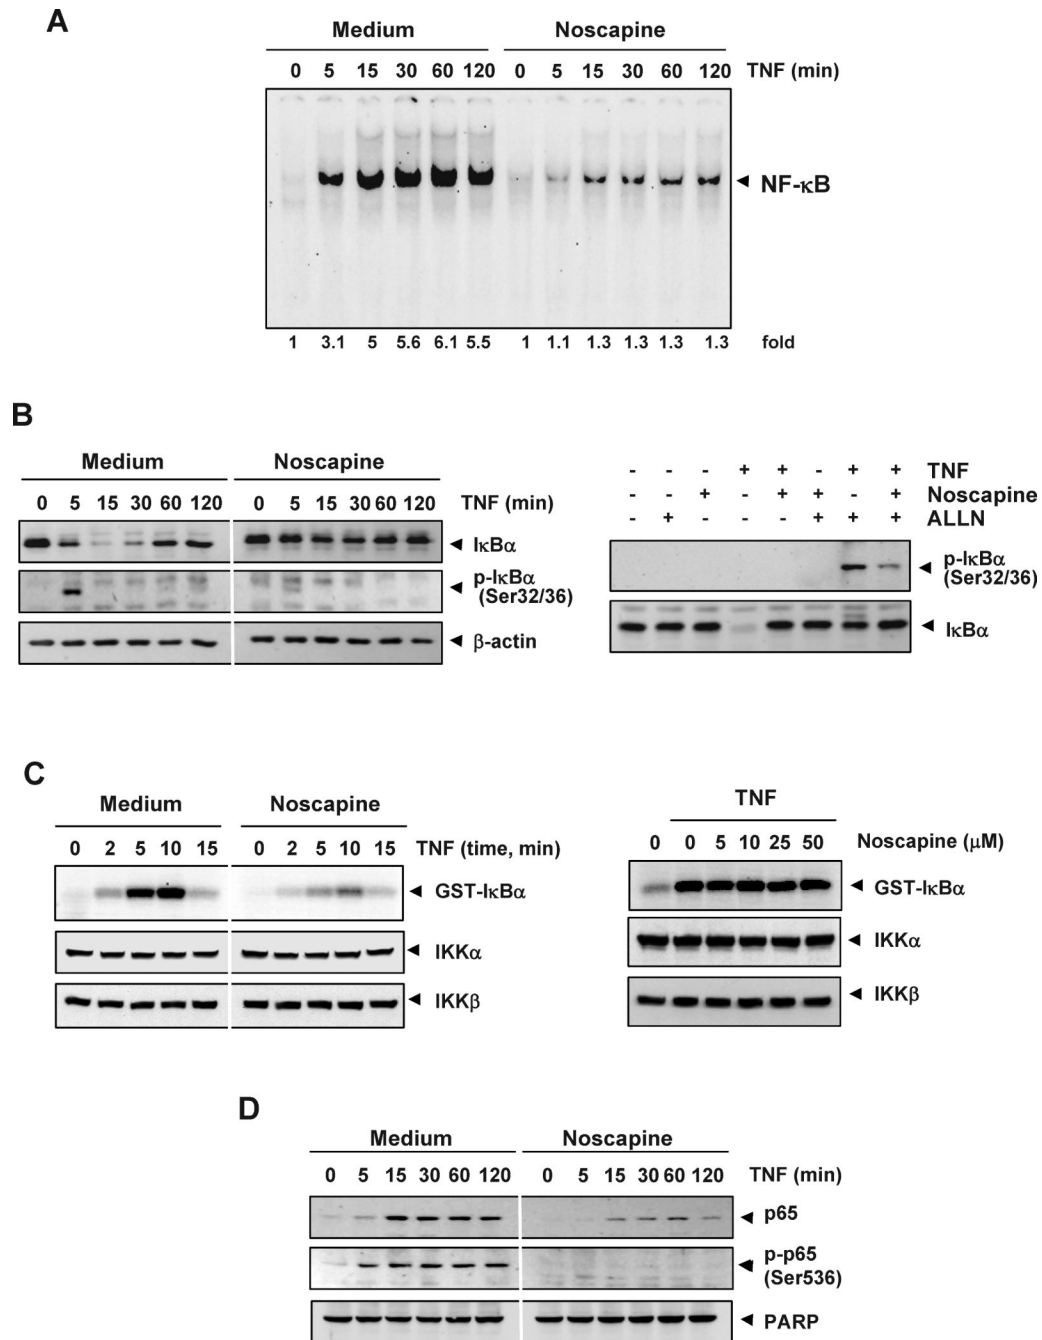 A
Medium Noscapine
0 5 15 30 60 120 0 5 15 30 60 120 TNF (min)
NF-κB
1 3.1 5 5.6 6.1 5.5 1 1.1 1.3 1.3 1.3 1.3 fold
B
Medium Noscapine
0 5 15 30 60 120 0 5 15 30 60 120 TNF (min)
IκBα
p-IκBα
(Ser32/36)
β-actin
- - - + + - + + TNF
- - + - + + - + Noscapine
- + - - - + + + ALLN
p-IκBα
(Ser32/36)
IκBα
C
Medium Noscapine
0 2 5 10 15 0 2 5 10 15 TNF (time, min)
GST-IκBα
IKKα
IKKβ
TNF
0 0 5 10 25 50 Noscapine (μM)
GST-IκBα
IKKα
IKKβ
D
Medium Noscapine
0 5 15 30 60 120 0 5 15 30 60 120 TNF (min)
p65
p-p65
(Ser536)
PARP